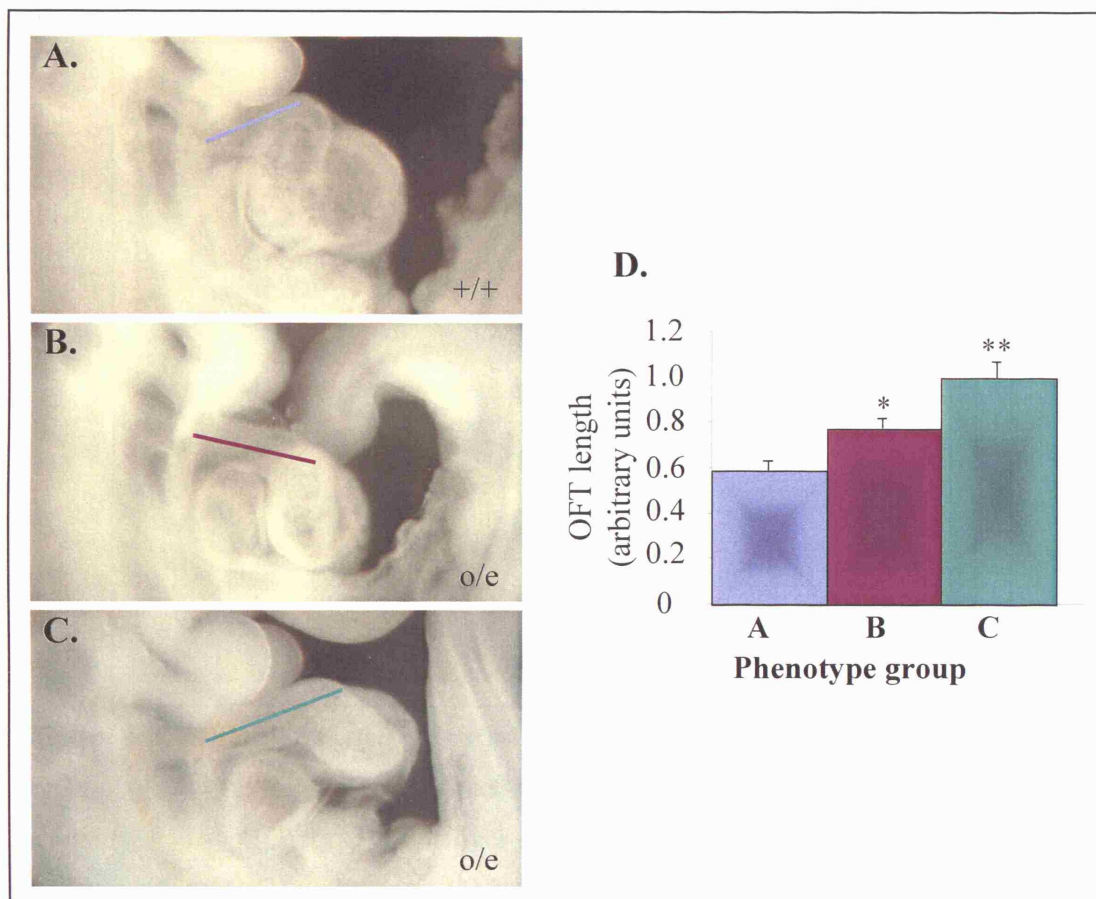 A.
+/+
B.
o/e
C.
o/e
D.
OFT length
(arbitrary units)
1.2
1.0
0.8
0.6
0.4
0.2
0
*
**
A B C
Phenotype group